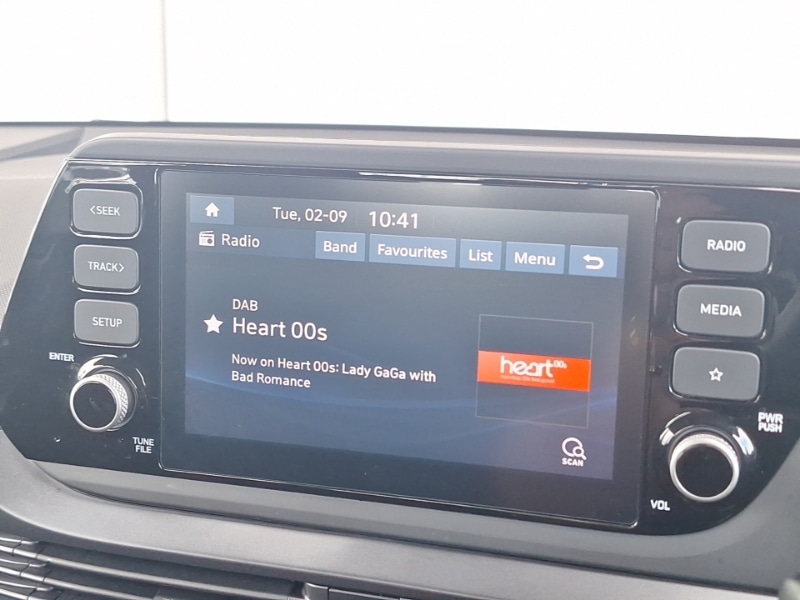 <SEEK
TRACK>
SETUP
ENTER
TUNE
FILE
Tue, 02-09 10:41
Radio
Band Favourites List Menu
DAB
Heart 00s
Now on Heart 00s: Lady GaGa with
Bad Romance
heart 00s
SCAN
RADIO
MEDIA
PWR
PUSH
VOL